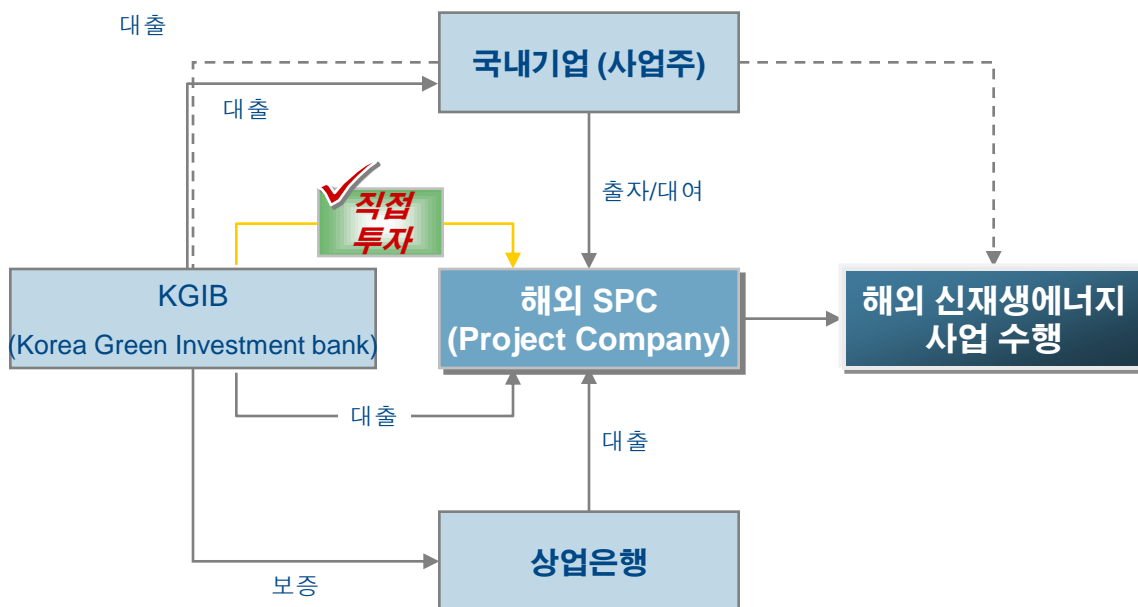 대출
국내기업 (사업주)
대출
직접
투자
출자/대여
KGIB
(Korea Green Investment bank)
해외 SPC
(Project Company)
해외 신재생에너지
사업 수행
대출
대출
상업은행
보증